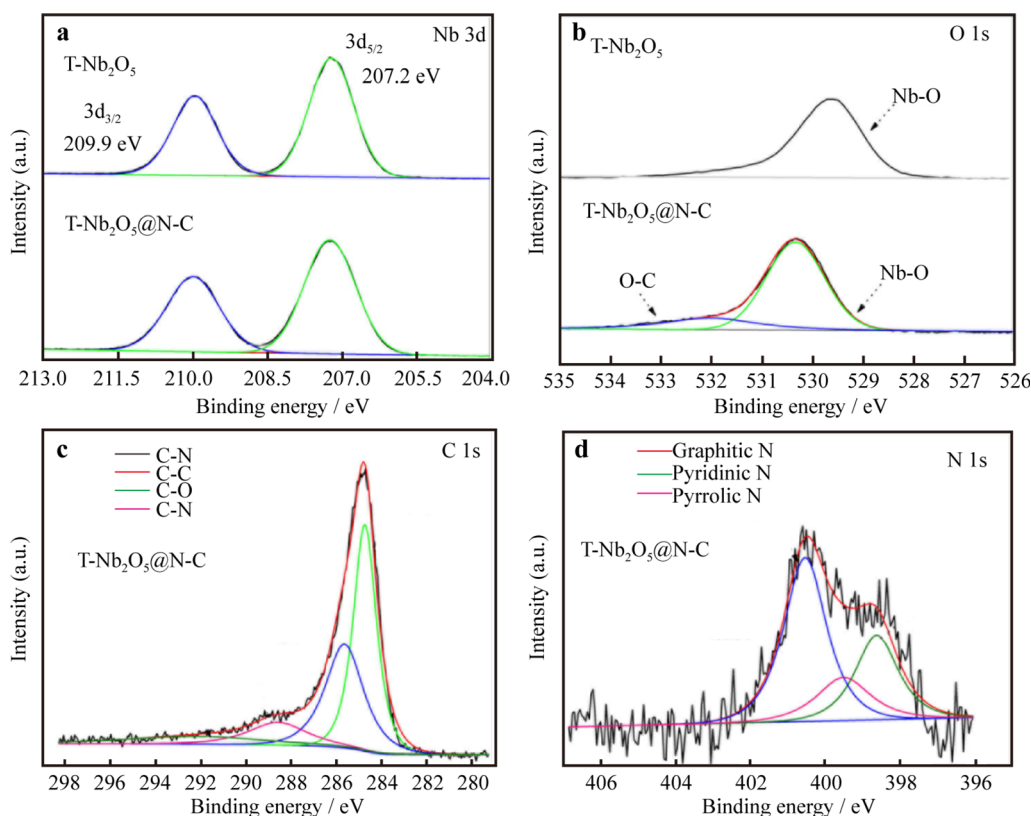 a
Nb 3d
T-Nb₂O₅
3d₅/₂
207.2 eV
3d₃/₂
209.9 eV
T-Nb₂O₅@N-C
Intensity (a.u.)
213.0 211.5 210.0 208.5 207.0 205.5 204.0
Binding energy / eV
b
O 1s
T-Nb₂O₅
Nb-O
T-Nb₂O₅@N-C
O-C
Nb-O
Intensity (a.u.)
535 534 533 532 531 530 529 528 527 526
Binding energy / eV
c
C 1s
C-N
C-C
C-O
C-N
T-Nb₂O₅@N-C
Intensity (a.u.)
298 296 294 292 290 288 286 284 282 280
Binding energy / eV
d
N 1s
Graphitic N
Pyridinic N
Pyrrolic N
T-Nb₂O₅@N-C
Intensity (a.u.)
406 404 402 400 398 396
Binding energy / eV